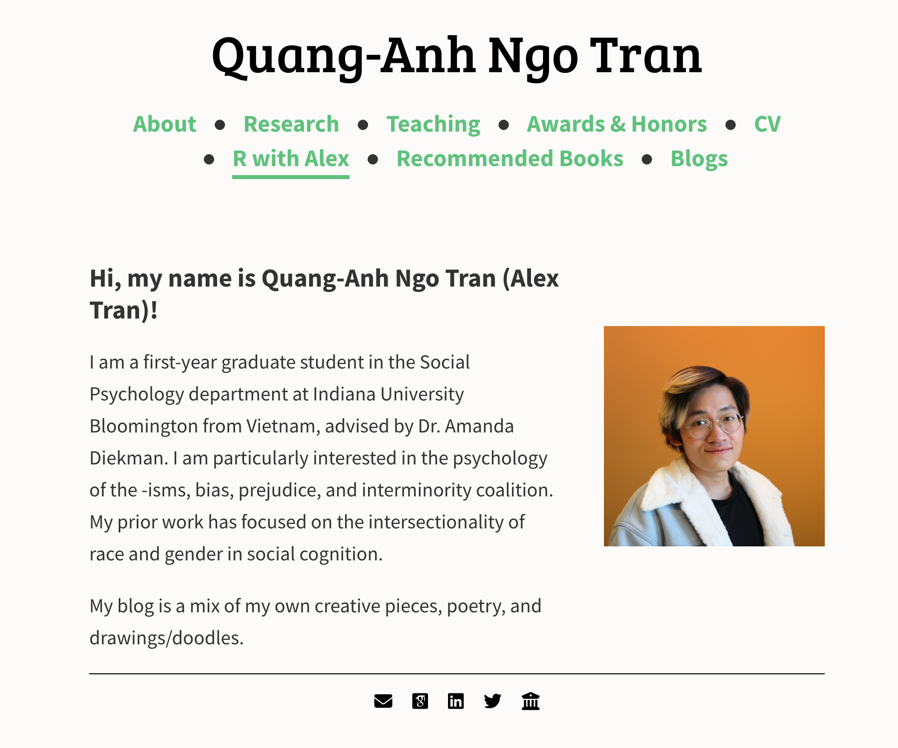 Quang-Anh Ngo Tran
About ● Research ● Teaching ● Awards & Honors ● CV
● R with Alex ● Recommended Books ● Blogs
Hi, my name is Quang-Anh Ngo Tran (Alex
Tran)!
I am a first-year graduate student in the Social
Psychology department at Indiana University
Bloomington from Vietnam, advised by Dr. Amanda
Diekman. I am particularly interested in the psychology
of the -isms, bias, prejudice, and interminority coalition.
My prior work has focused on the intersectionality of
race and gender in social cognition.
My blog is a mix of my own creative pieces, poetry, and
drawings/doodles.